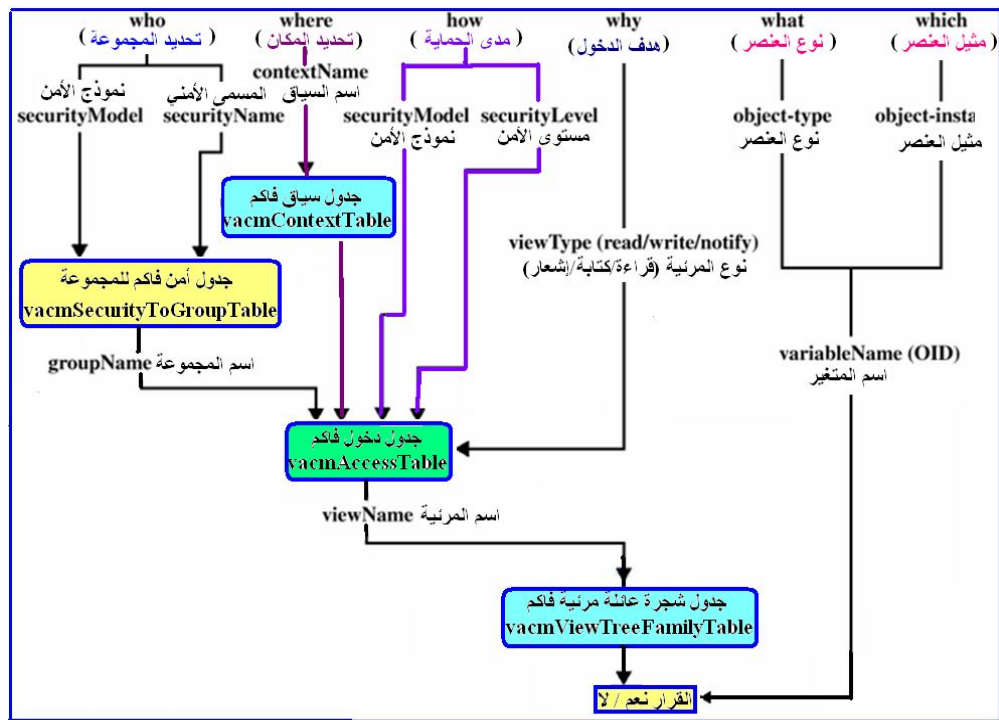 who
where
how
why
what
which
( تحديد المجموعة )
(تحديد المكان )
( مدى الحماية )
(هدف الدخول)
( نوع العنصر )
( مثيل العنصر )
نموذج الأمن
securityModel
المسمى الأمني
securityName
contextName
اسم السياق
securityModel
نموذج الأمن
securityLevel
مستوى الأمن
object-type
نوع العنصر
object-insta
مثيل العنصر
جدول سياق فاكم
vacmContextTable
viewType (read/write/notify)
نوع المرئية (قراءة/كتابة/إشعار)
جدول أمن فاكم للمجموعة
vacmSecurityToGroupTable
groupName اسم المجموعة
variableName (OID)
اسم المتغير
جدول دخول فاكم
vacmAccessTable
viewName اسم المرئية
جدول شجرة عائلة مرئية فاكم
vacmViewTreeFamilyTable
القرار نعم / لا